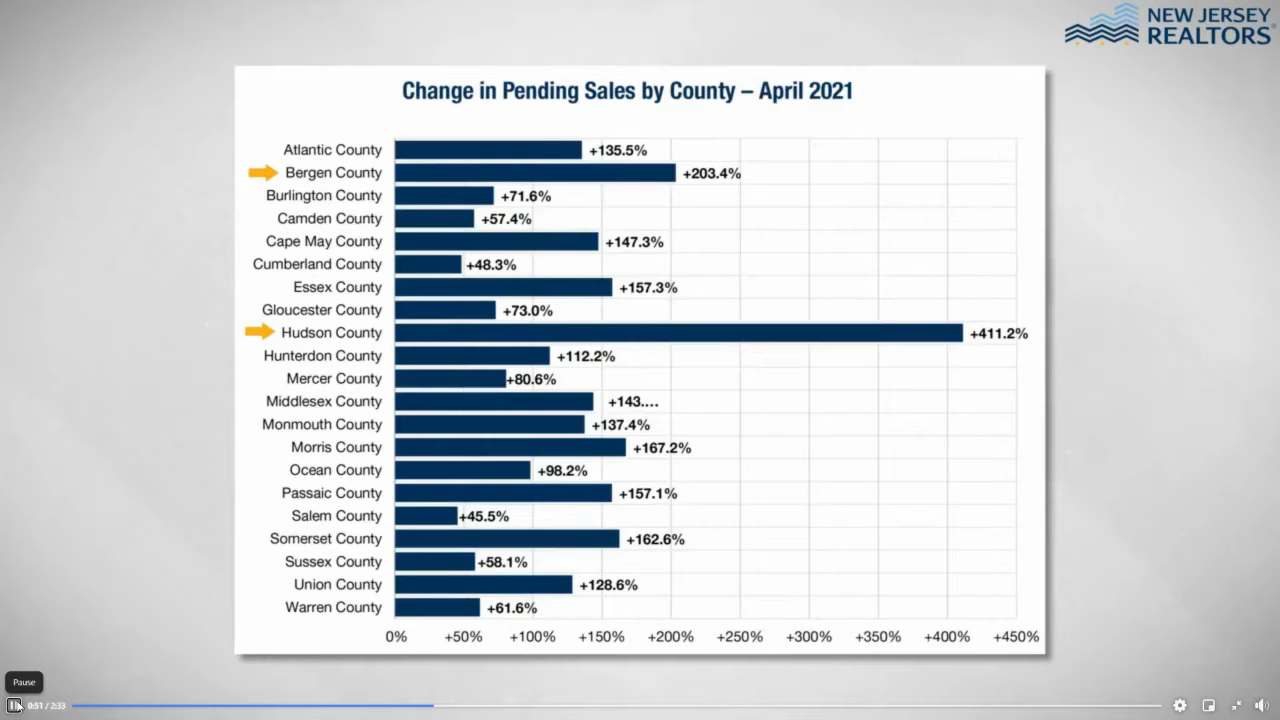 NEW JERSEY
REALTORS®
Change in Pending Sales by County – April 2021
Atlantic County +135.5%
Bergen County +203.4%
Burlington County +71.6%
Camden County +57.4%
Cape May County +147.3%
Cumberland County +48.3%
Essex County +157.3%
Gloucester County +73.0%
Hudson County +411.2%
Hunterdon County +112.2%
Mercer County +80.6%
Middlesex County +143....
Monmouth County +137.4%
Morris County +167.2%
Ocean County +98.2%
Passaic County +157.1%
Salem County +45.5%
Somerset County +162.6%
Sussex County +58.1%
Union County +128.6%
Warren County +61.6%
0% +50% +100% +150% +200% +250% +300% +350% +400% +450%
Pause
0:51 / 2:33